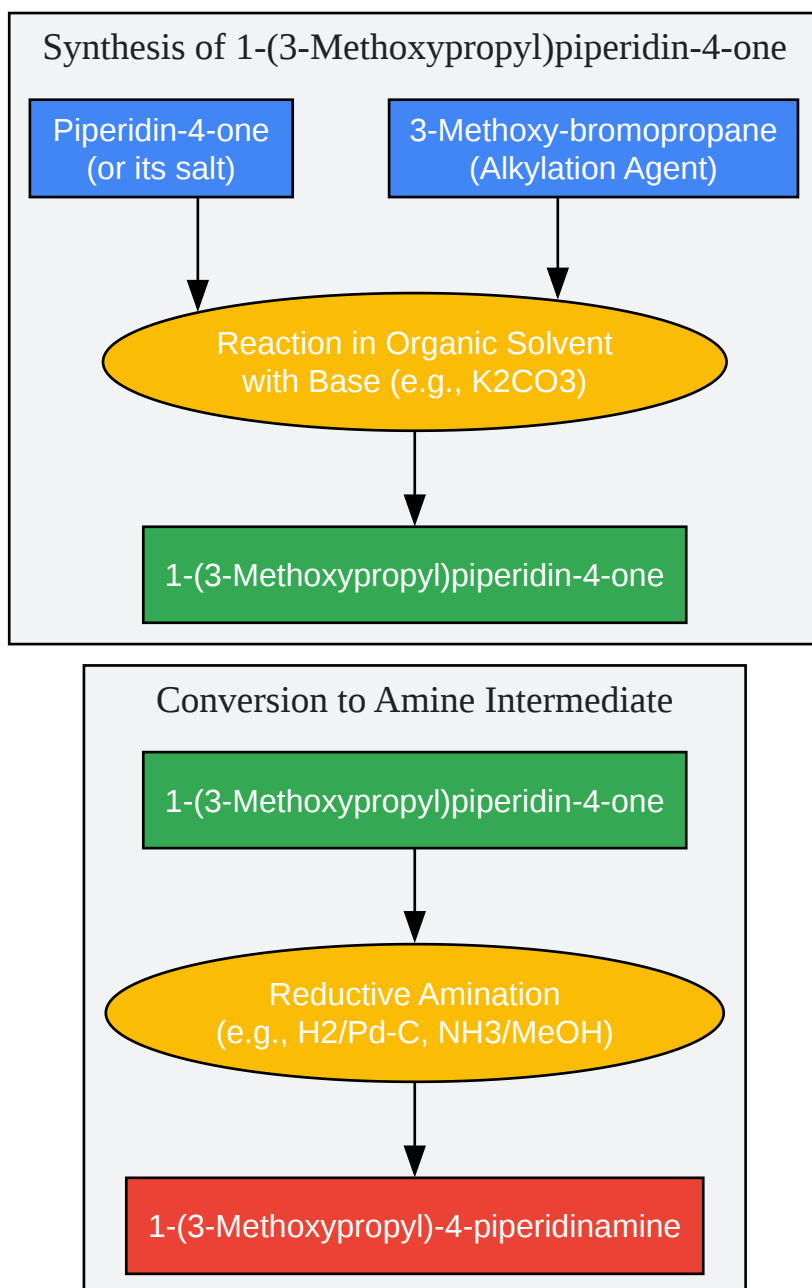 Synthesis of 1-(3-Methoxypropyl)piperidin-4-one
Piperidin-4-one
(or its salt)
3-Methoxy-bromopropane
(Alkylation Agent)
Reaction in Organic Solvent
with Base (e.g., K2CO3)
1-(3-Methoxypropyl)piperidin-4-one
Conversion to Amine Intermediate
1-(3-Methoxypropyl)piperidin-4-one
Reductive Amination
(e.g., H2/Pd-C, NH3/MeOH)
1-(3-Methoxypropyl)-4-piperidinamine